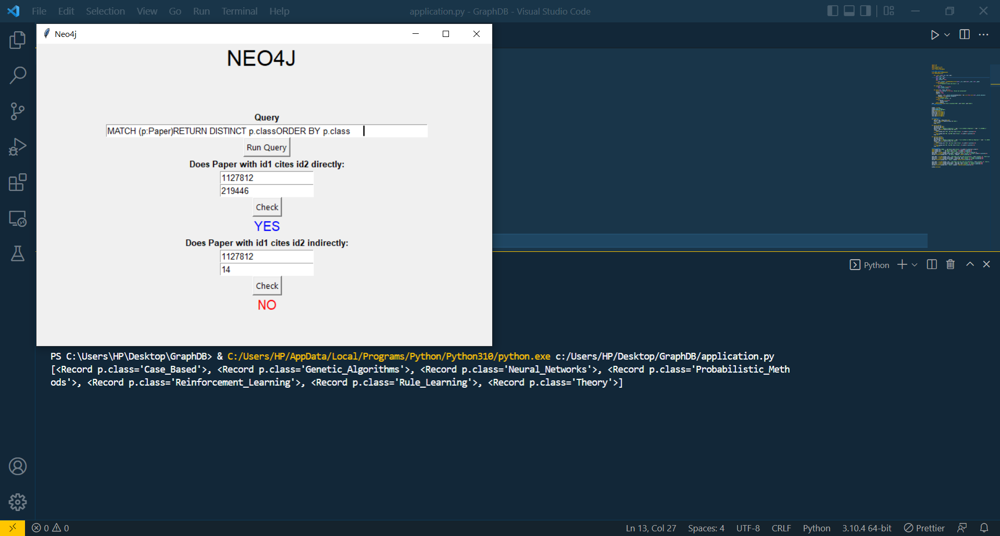 File Edit Selection View Go Run Terminal Help
application.py - GraphDB - Visual Studio Code
Neo4j
NEO4J
Query
MATCH (p:Paper)RETURN DISTINCT p.classORDER BY p.class
Run Query
Does Paper with id1 cites id2 directly:
1127812
219446
Check
YES
Does Paper with id1 cites id2 indirectly:
1127812
14
Check
NO
Python
PS C:\Users\HP\Desktop\GraphDB> & C:/Users/HP/AppData/Local/Programs/Python/Python310/python.exe c:/Users/HP/Desktop/GraphDB/application.py
[<Record p.class='Case_Based'>, <Record p.class='Genetic_Algorithms'>, <Record p.class='Neural_Networks'>, <Record p.class='Probabilistic_Meth
ods'>, <Record p.class='Reinforcement_Learning'>, <Record p.class='Rule_Learning'>, <Record p.class='Theory'>]
0 0 Ln 13, Col 27 Spaces: 4 UTF-8 CRLF Python 3.10.4 64-bit Prettier